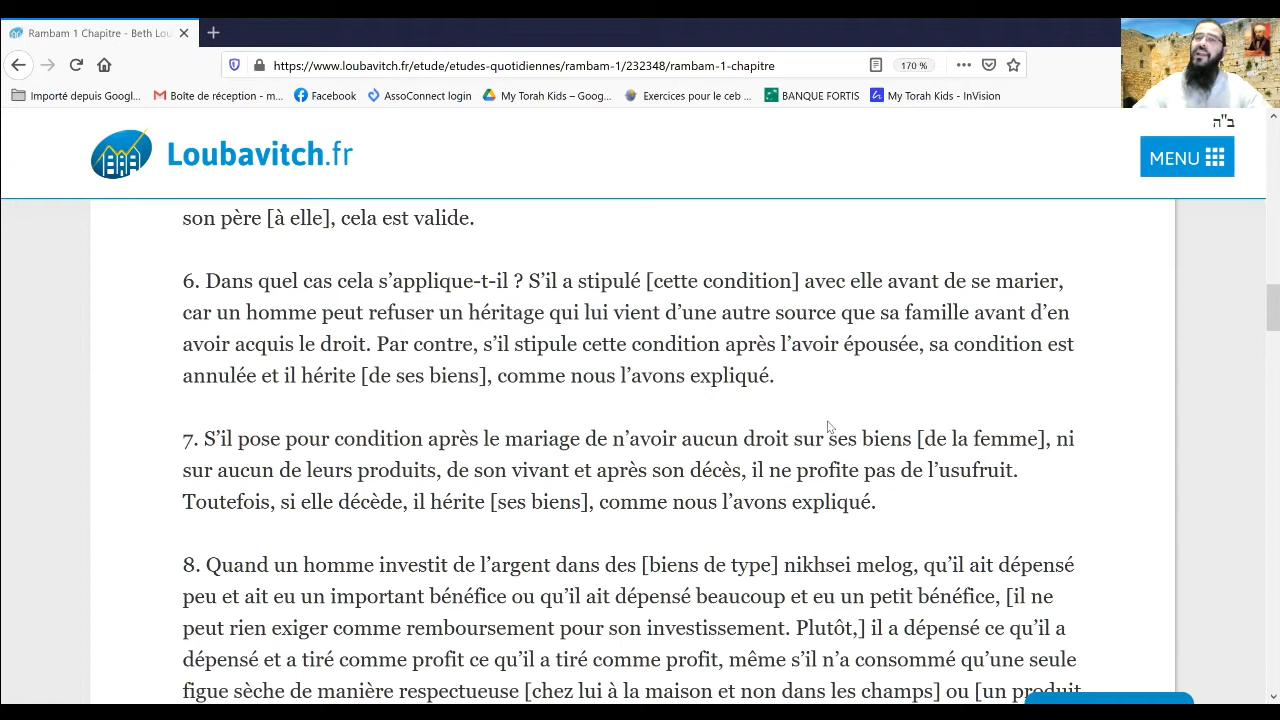 Rambam 1 Chapitre - Beth Lou
https://www.loubavitch.fr/etude/etudes-quotidiennes/rambam-1/232348/rambam-1-chapitre
170 %
Importé depuis Googl...
Boîte de réception - m...
Facebook
AssoConnect login
My Torah Kids – Goog...
Exercices pour le ceb ...
BANQUE FORTIS
My Torah Kids - InVision
ב"ה
Loubavitch.fr
MENU
son père [à elle], cela est valide.
6. Dans quel cas cela s’applique-t-il ? S’il a stipulé [cette condition] avec elle avant de se marier,
car un homme peut refuser un héritage qui lui vient d’une autre source que sa famille avant d’en
avoir acquis le droit. Par contre, s’il stipule cette condition après l’avoir épousée, sa condition est
annulée et il hérite [de ses biens], comme nous l’avons expliqué.
7. S’il pose pour condition après le mariage de n’avoir aucun droit sur ses biens [de la femme], ni
sur aucun de leurs produits, de son vivant et après son décès, il ne profite pas de l’usufruit.
Toutefois, si elle décède, il hérite [ses biens], comme nous l’avons expliqué.
8. Quand un homme investit de l’argent dans des [biens de type] nikhsei melog, qu’il ait dépensé
peu et ait eu un important bénéfice ou qu’il ait dépensé beaucoup et eu un petit bénéfice, [il ne
peut rien exiger comme remboursement pour son investissement. Plutôt,] il a dépensé ce qu’il a
dépensé et a tiré comme profit ce qu’il a tiré comme profit, même s’il n’a consommé qu’une seule
figue sèche de manière respectueuse [chez lui à la maison et non dans les champs] ou [un produit